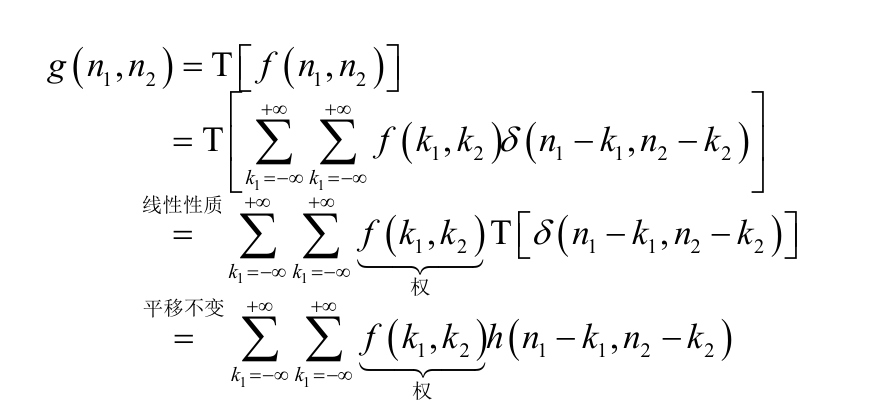 g(n₁,n₂) = T[f(n₁,n₂)]
= T[∑_{k₁=−∞}^{+∞} ∑_{k₁=−∞}^{+∞} f(k₁,k₂)δ(n₁−k₁,n₂−k₂)]
线性性质
= ∑_{k₁=−∞}^{+∞} ∑_{k₁=−∞}^{+∞} f(k₁,k₂)T[δ(n₁−k₁,n₂−k₂)]
权
平移不变
= ∑_{k₁=−∞}^{+∞} ∑_{k₁=−∞}^{+∞} f(k₁,k₂)h(n₁−k₁,n₂−k₂)
权